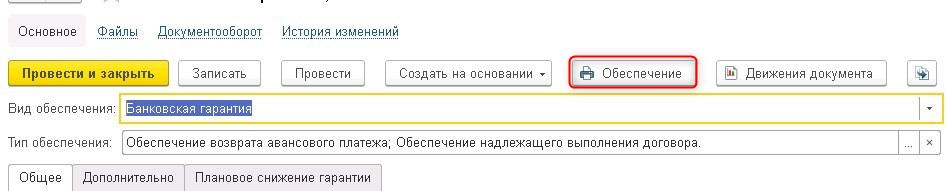 Основное Файлы Документооборот История изменений
Провести и закрыть Записать Провести Создать на основании Обеспечение Движения документа
Вид обеспечения: Банковская гарантия
Тип обеспечения: Обеспечение возврата авансового платежа; Обеспечение надлежащего выполнения договора. ... ×
Общее Дополнительно Плановое снижение гарантии